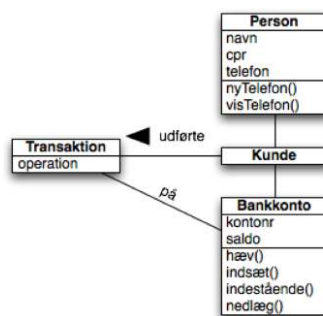 Person
navn
cpr
telefon
nyTelefon()
visTelefon()
udførte
Transaktion
operation
Kunde
på
Bankkonto
kontonr
saldo
hæv()
indsæt()
indestående()
nedlæg()